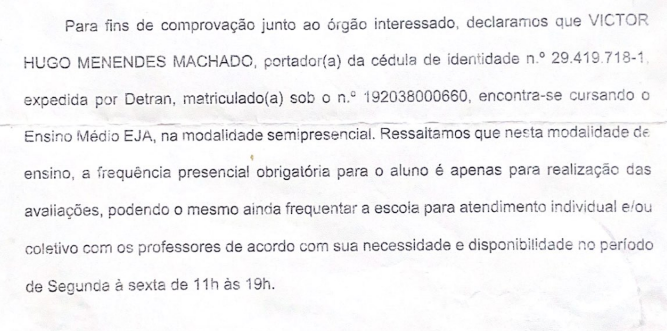 Para fins de comprovação junto ao órgão interessado, declaramos que VICTOR
HUGO MENENDES MACHADO, portador(a) da cédula de identidade n.º 29.419.718-1,
expedida por Detran, matriculado(a) sob o n.º 192038000660, encontra-se cursando o
Ensino Médio EJA, na modalidade semipresencial. Ressaltamos que nesta modalidade de
ensino, a frequência presencial obrigatória para o aluno é apenas para realização das
avaliações, podendo o mesmo ainda frequentar a escola para atendimento individual e/ou
coletivo com os professores de acordo com sua necessidade e disponibilidade no período
de Segunda à sexta de 11h às 19h.